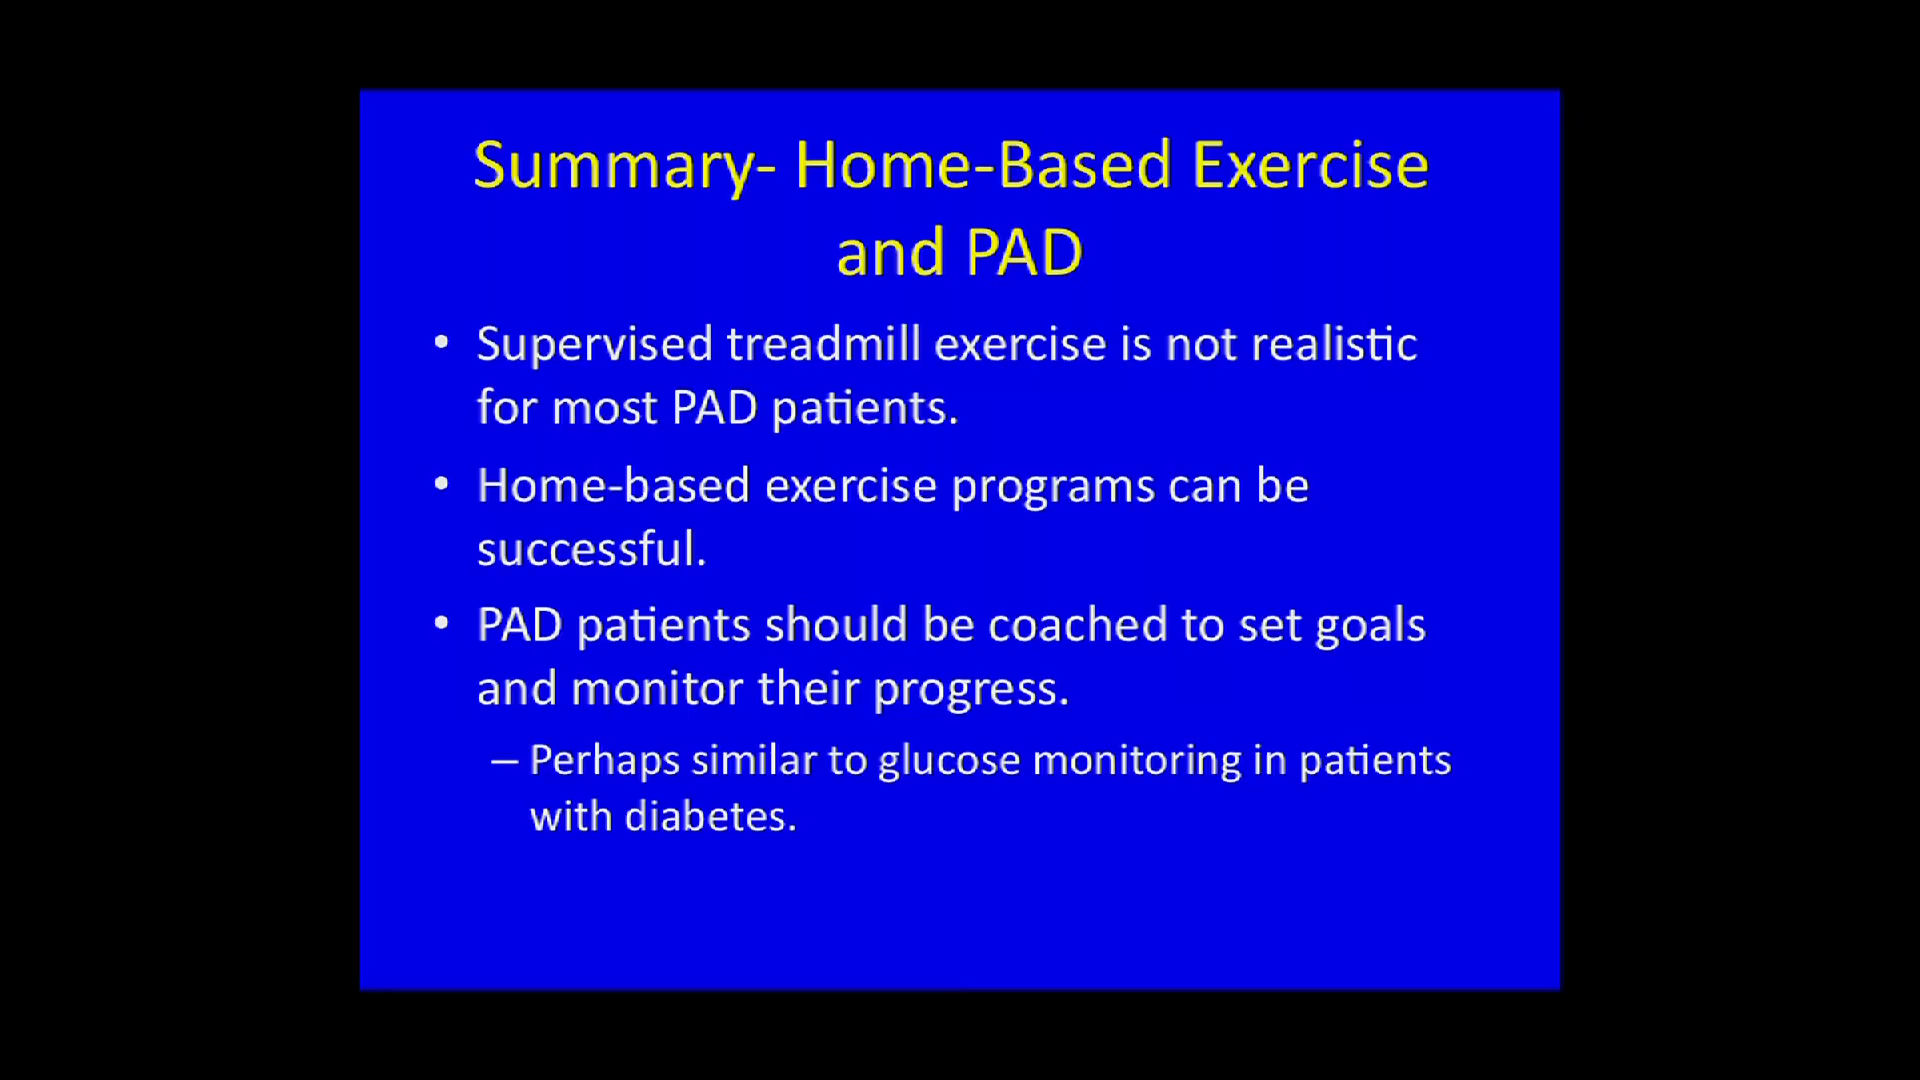 Summary- Home-Based Exercise
and PAD
• Supervised treadmill exercise is not realistic
for most PAD patients.
• Home-based exercise programs can be
successful.
• PAD patients should be coached to set goals
and monitor their progress.
– Perhaps similar to glucose monitoring in patients
with diabetes.